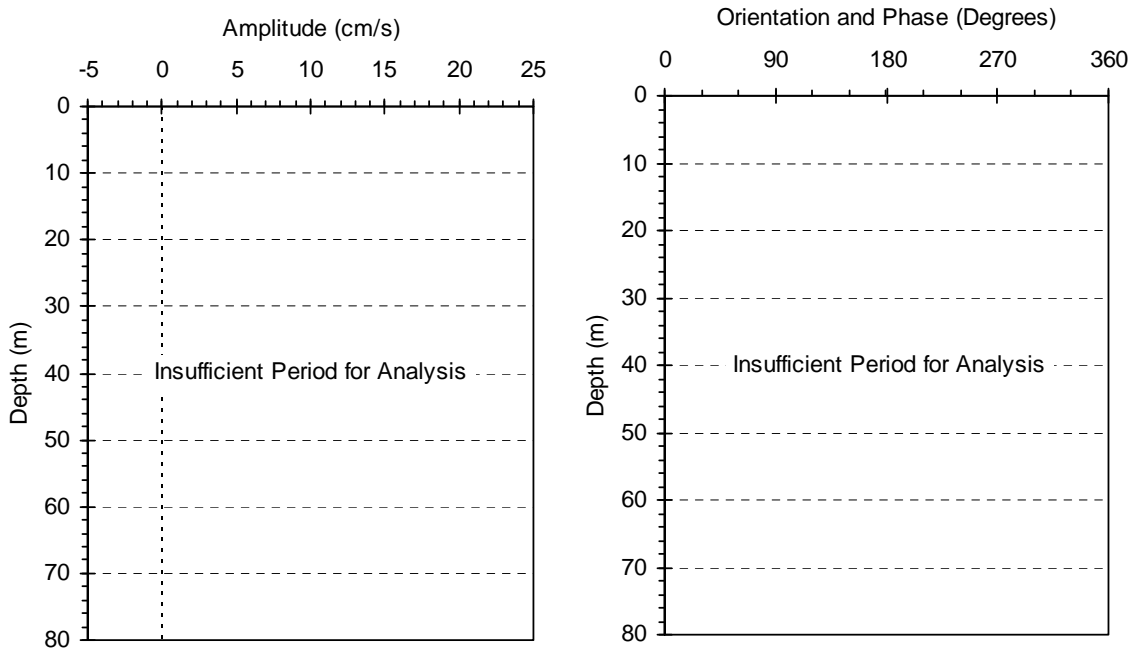 Amplitude (cm/s)
-5 0 5 10 15 20 25
0
10
20
30
40
50
60
70
80
Depth (m)
Insufficient Period for Analysis
Orientation and Phase (Degrees)
0 90 180 270 360
0
10
20
30
40
50
60
70
80
Depth (m)
Insufficient Period for Analysis